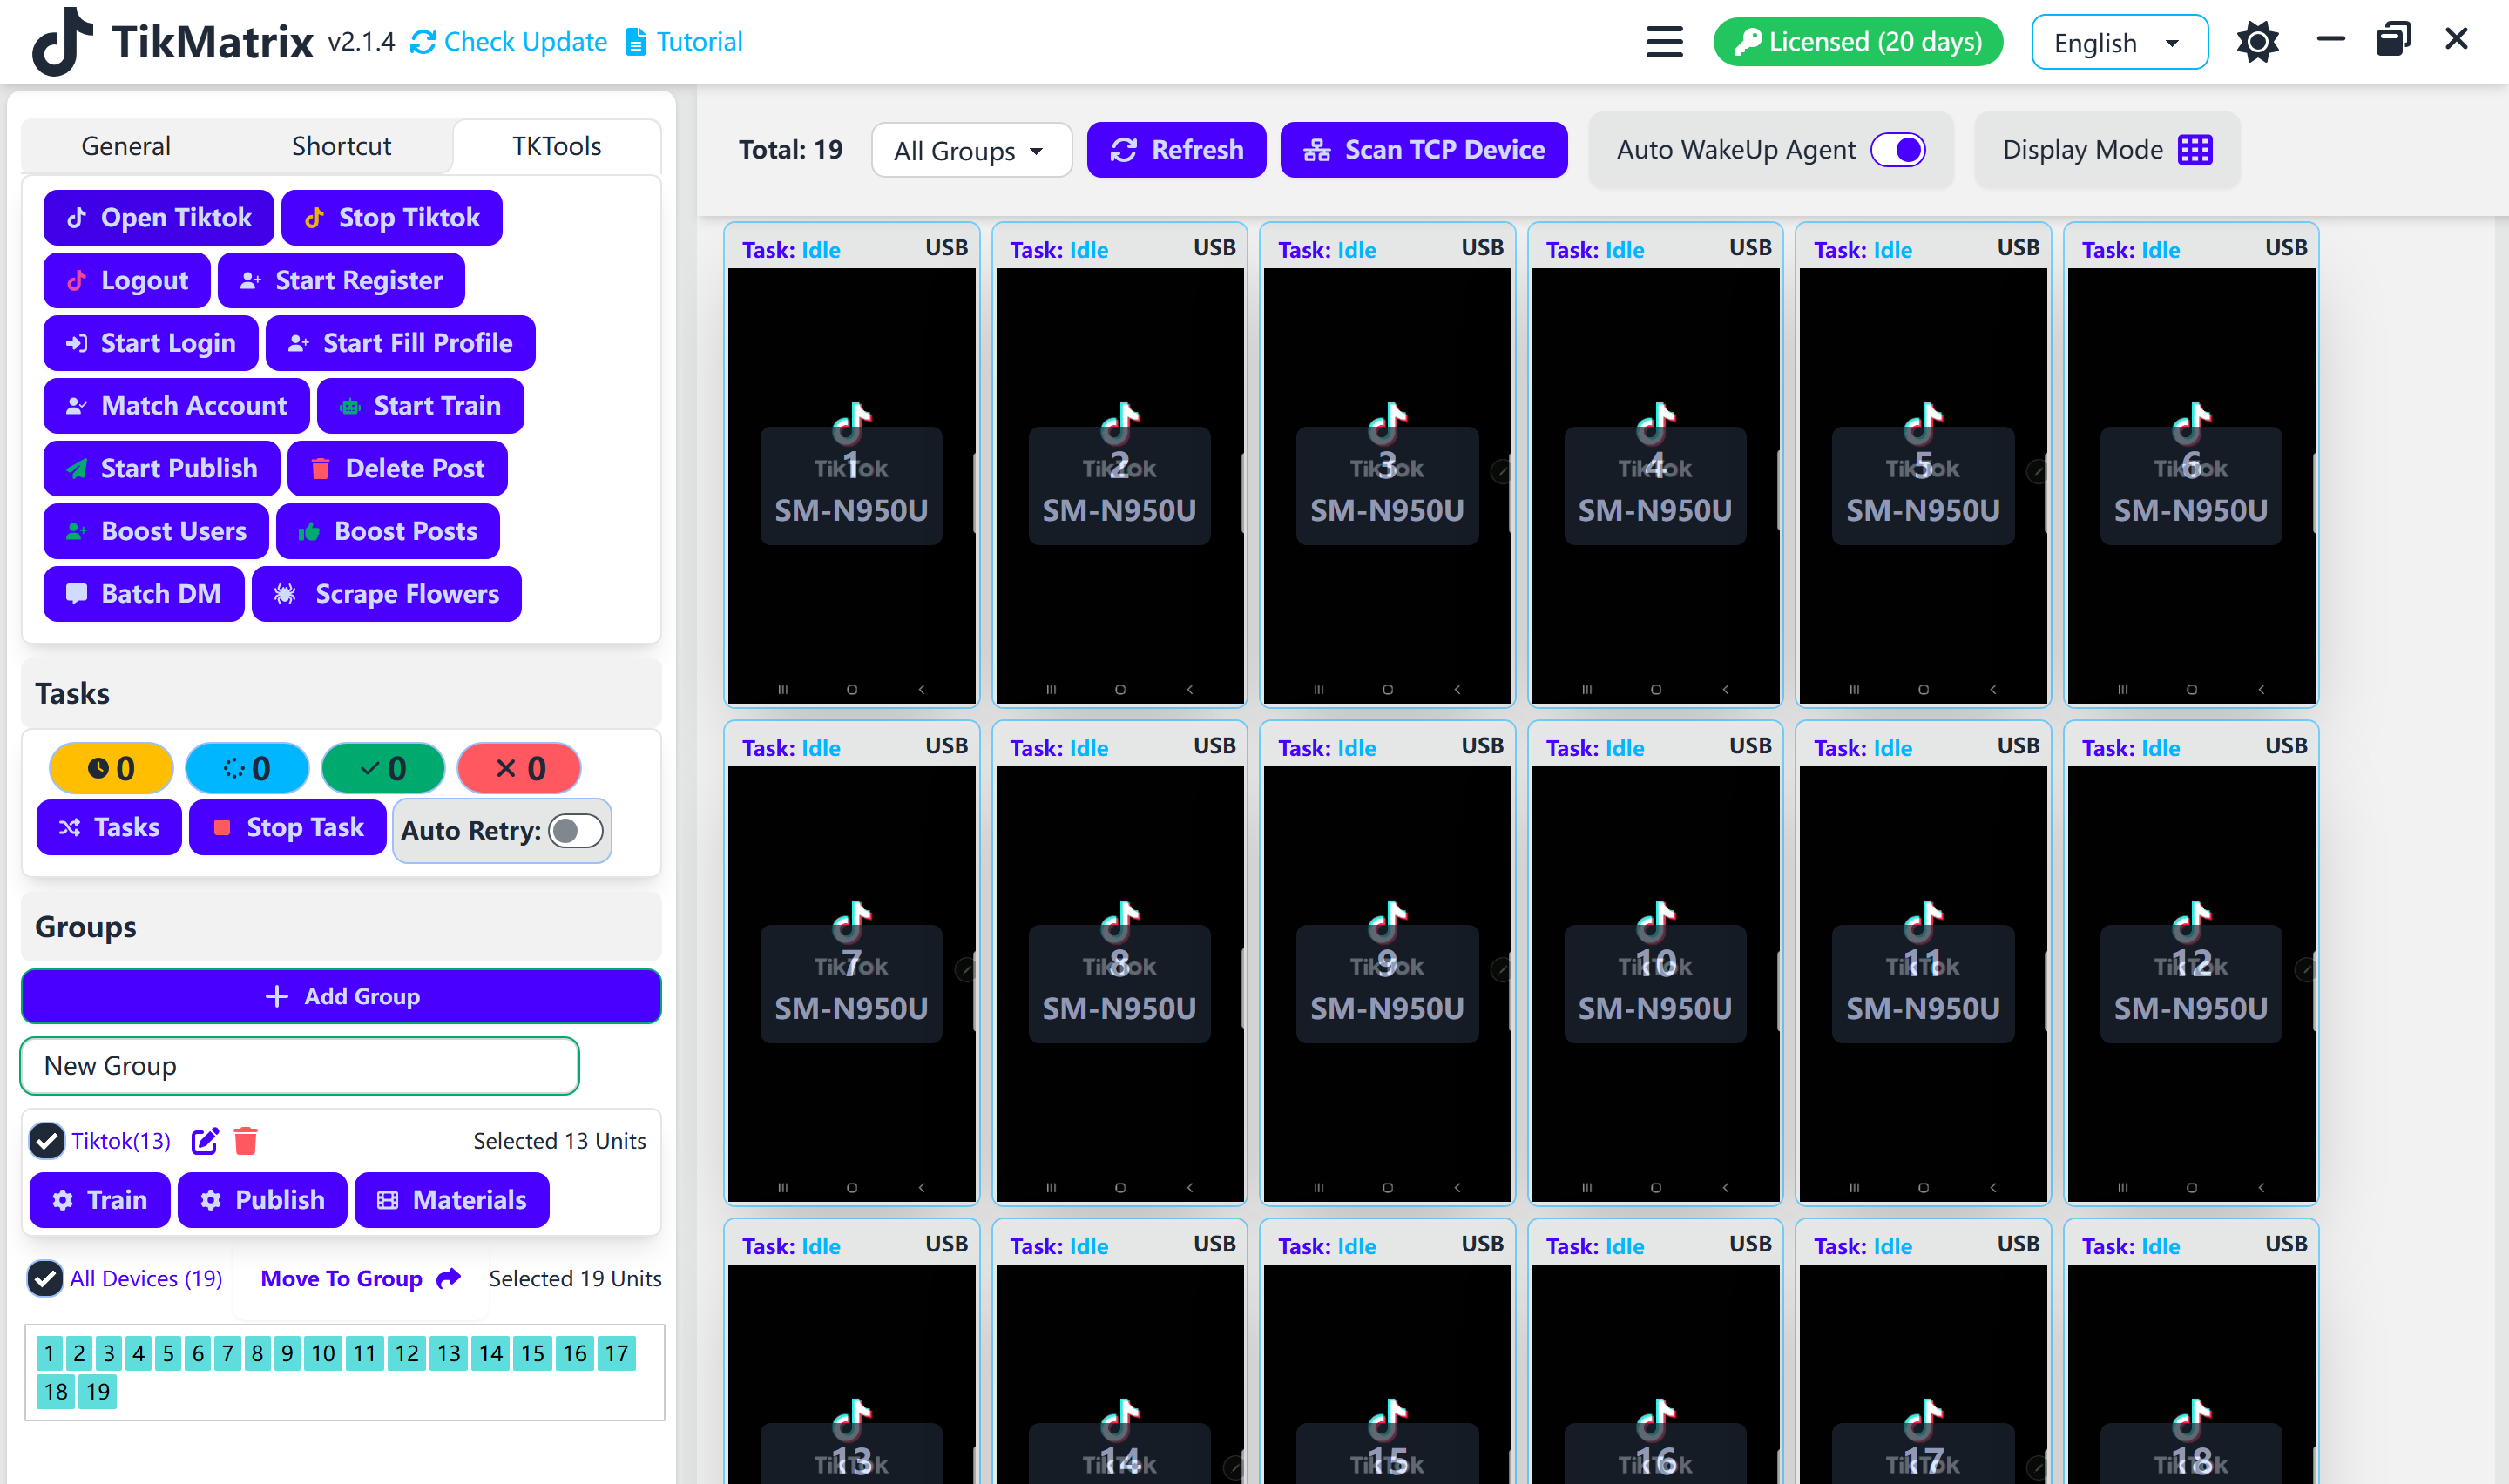 TikMatrix v2.1.4 Check Update Tutorial
Licensed (20 days) English
General Shortcut TKTools
Open Tiktok Stop Tiktok
Logout Start Register
Start Login Start Fill Profile
Match Account Start Train
Start Publish Delete Post
Boost Users Boost Posts
Batch DM Scrape Flowers
Tasks
0 0 0 0
Tasks Stop Task Auto Retry:
Groups
Add Group
New Group
Tiktok(13) Selected 13 Units
Train Publish Materials
All Devices (19) Move To Group Selected 19 Units
1 2 3 4 5 6 7 8 9 10 11 12 13 14 15 16 17
18 19
Total: 19 All Groups Refresh Scan TCP Device Auto WakeUp Agent Display Mode
Task: Idle USB Task: Idle USB Task: Idle USB Task: Idle USB Task: Idle USB Task: Idle USB
TikTok TikTok TikTok TikTok TikTok TikTok
1 2 3 4 5 6
SM-N950U SM-N950U SM-N950U SM-N950U SM-N950U SM-N950U
Task: Idle USB Task: Idle USB Task: Idle USB Task: Idle USB Task: Idle USB Task: Idle USB
TikTok TikTok TikTok TikTok TikTok TikTok
7 8 9 10 11 12
SM-N950U SM-N950U SM-N950U SM-N950U SM-N950U SM-N950U
Task: Idle USB Task: Idle USB Task: Idle USB Task: Idle USB Task: Idle USB Task: Idle USB
TikTok TikTok TikTok TikTok TikTok TikTok
13 14 15 16 17 18